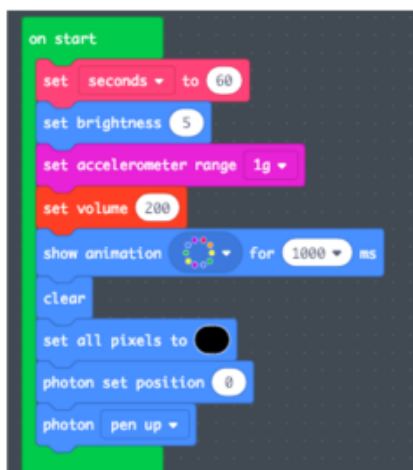 on start
set seconds to 60
set brightness 5
set accelerometer range 1g
set volume 200
show animation for 1000 ms
clear
set all pixels to
photon set position 0
photon pen up